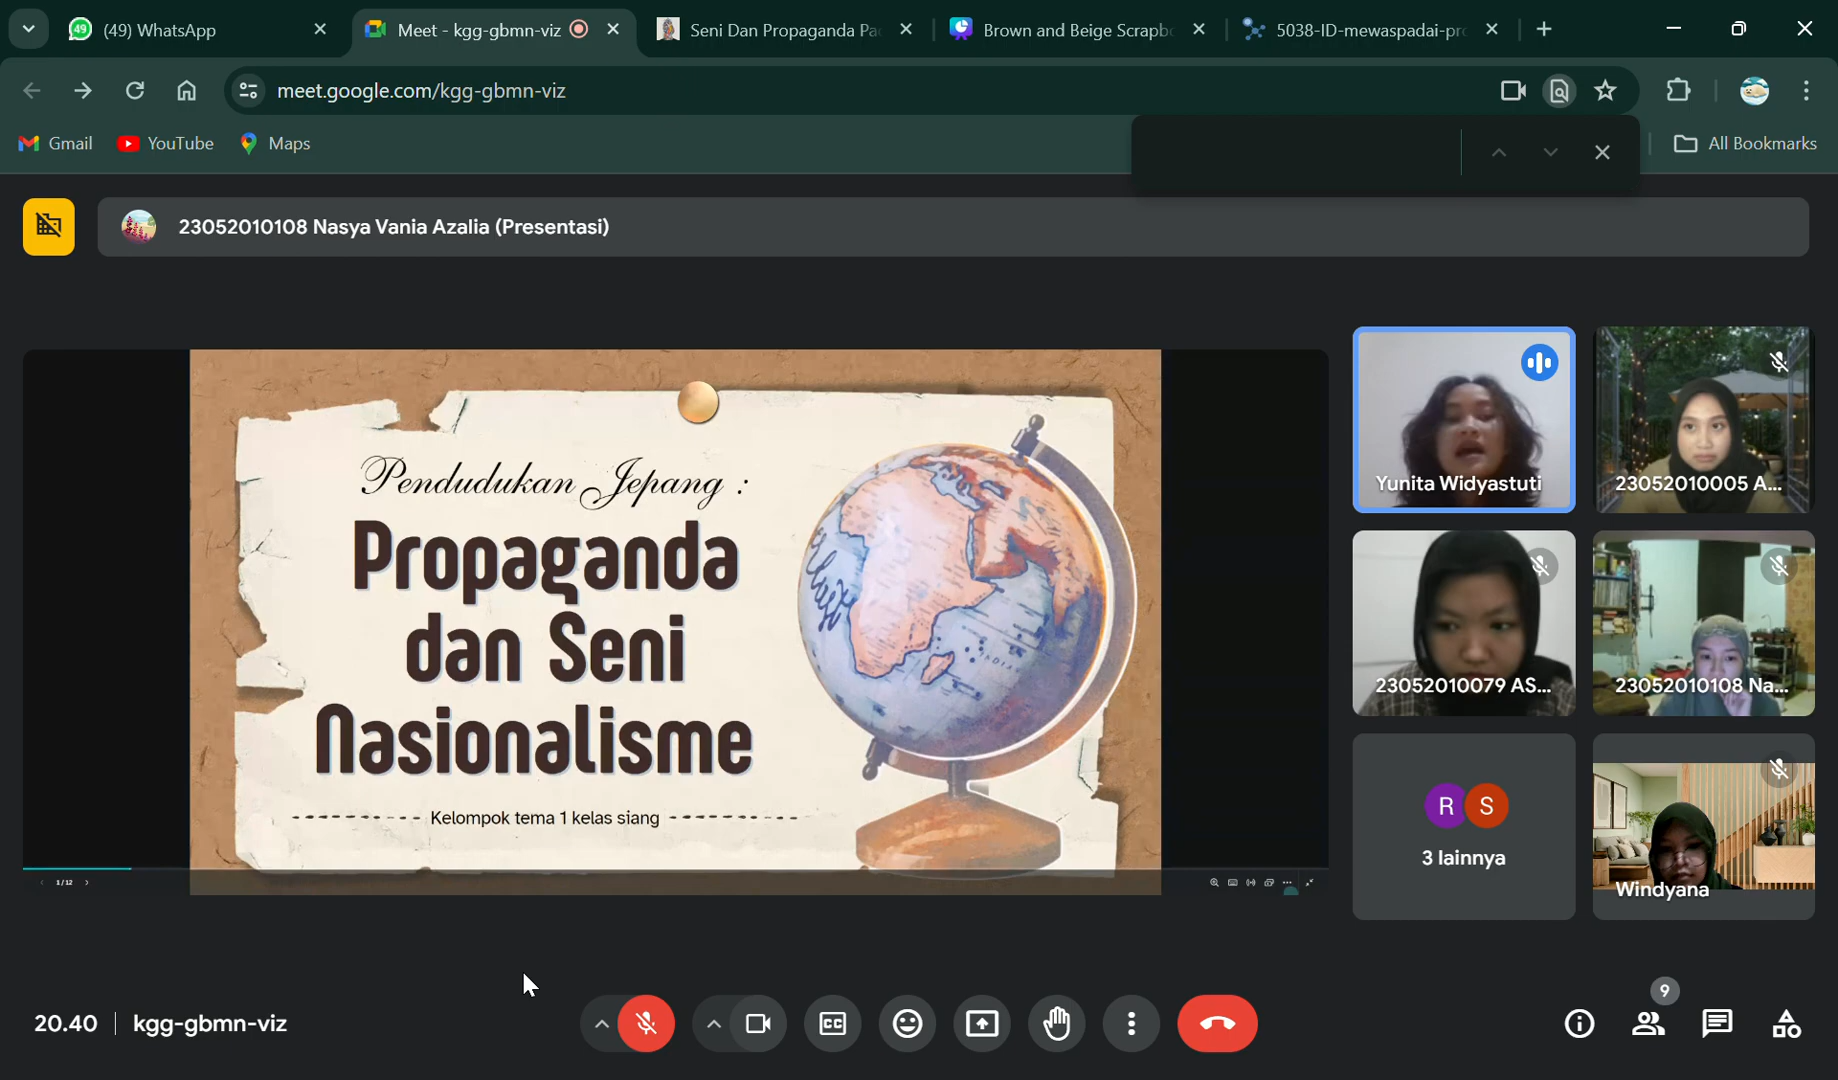 (49) WhatsApp
Meet - kgg-gbmn-viz
Seni Dan Propaganda Pa
Brown and Beige Scrapb
5038-ID-mewaspadai-pr
meet.google.com/kgg-gbmn-viz
Gmail
YouTube
Maps
All Bookmarks
23052010108 Nasya Vania Azalia (Presentasi)
Pendudukan Jepang :
Propaganda
dan Seni
Nasionalisme
Kelompok tema 1 kelas siang
1 / 12
Yunita Widyastuti
23052010005 A...
23052010079 AS...
23052010108 Na...
R
S
3 lainnya
Windyana
20.40
kgg-gbmn-viz
CC
9